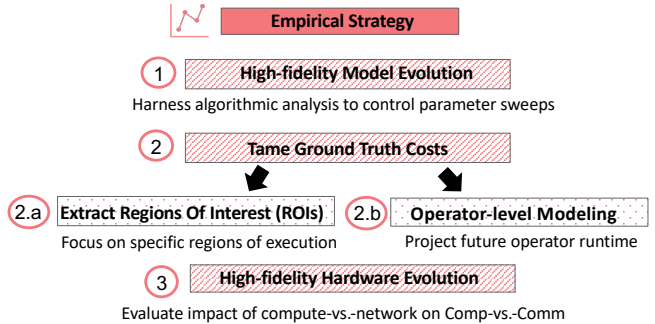 Empirical Strategy
1 High-fidelity Model Evolution
Harness algorithmic analysis to control parameter sweeps
2 Tame Ground Truth Costs
2.a Extract Regions Of Interest (ROIs)
Focus on specific regions of execution
2.b Operator-level Modeling
Project future operator runtime
3 High-fidelity Hardware Evolution
Evaluate impact of compute-vs.-network on Comp-vs.-Comm